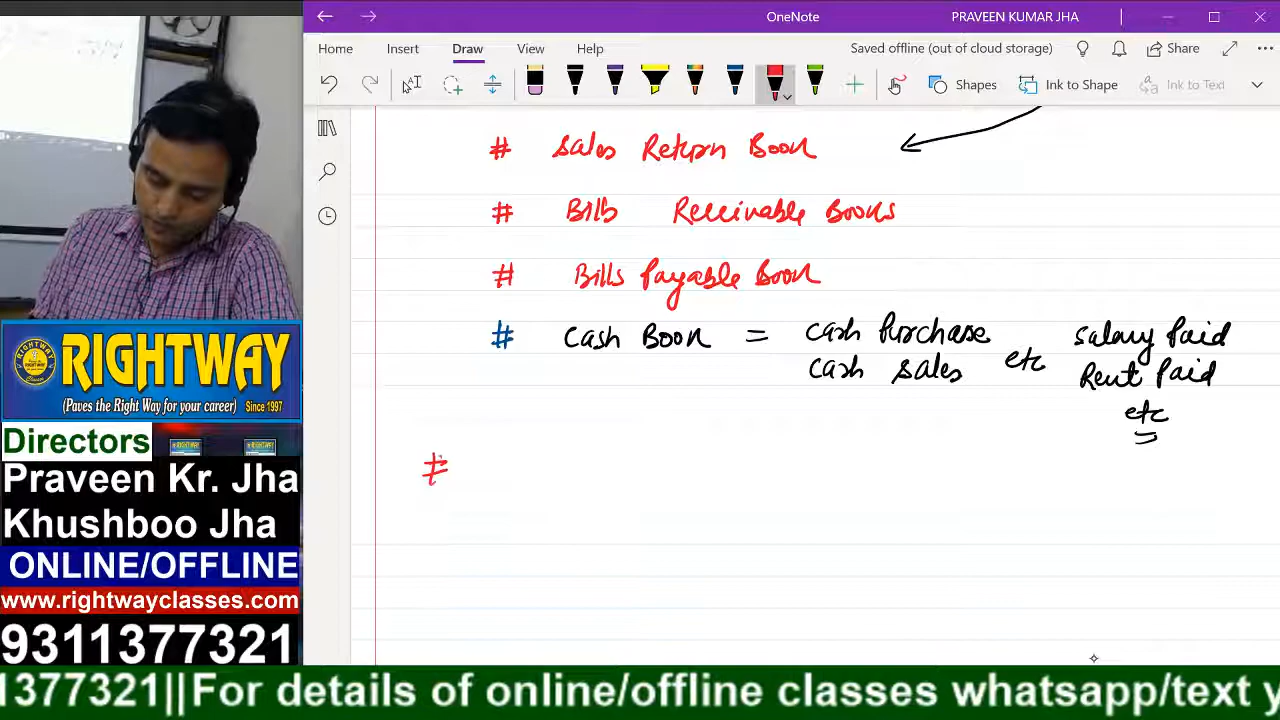 OneNote
PRAVEEN KUMAR JHA
Home Insert Draw View Help
Saved offline (out of cloud storage)
Share
Shapes
Ink to Shape
Ink to Text
# Sales Return Book
# Bills Receivable Books
# Bills Payable Book
# Cash Book = Cash Purchase
Cash Sales etc
Salary Paid
Rent Paid
etc
#
RIGHTWAY
(Paves the Right Way for your career) Since 1997
Directors
Praveen Kr. Jha
Khushboo Jha
ONLINE/OFFLINE
www.rightwayclasses.com
9311377321
1377321||For details of online/offline classes whatsapp/text y